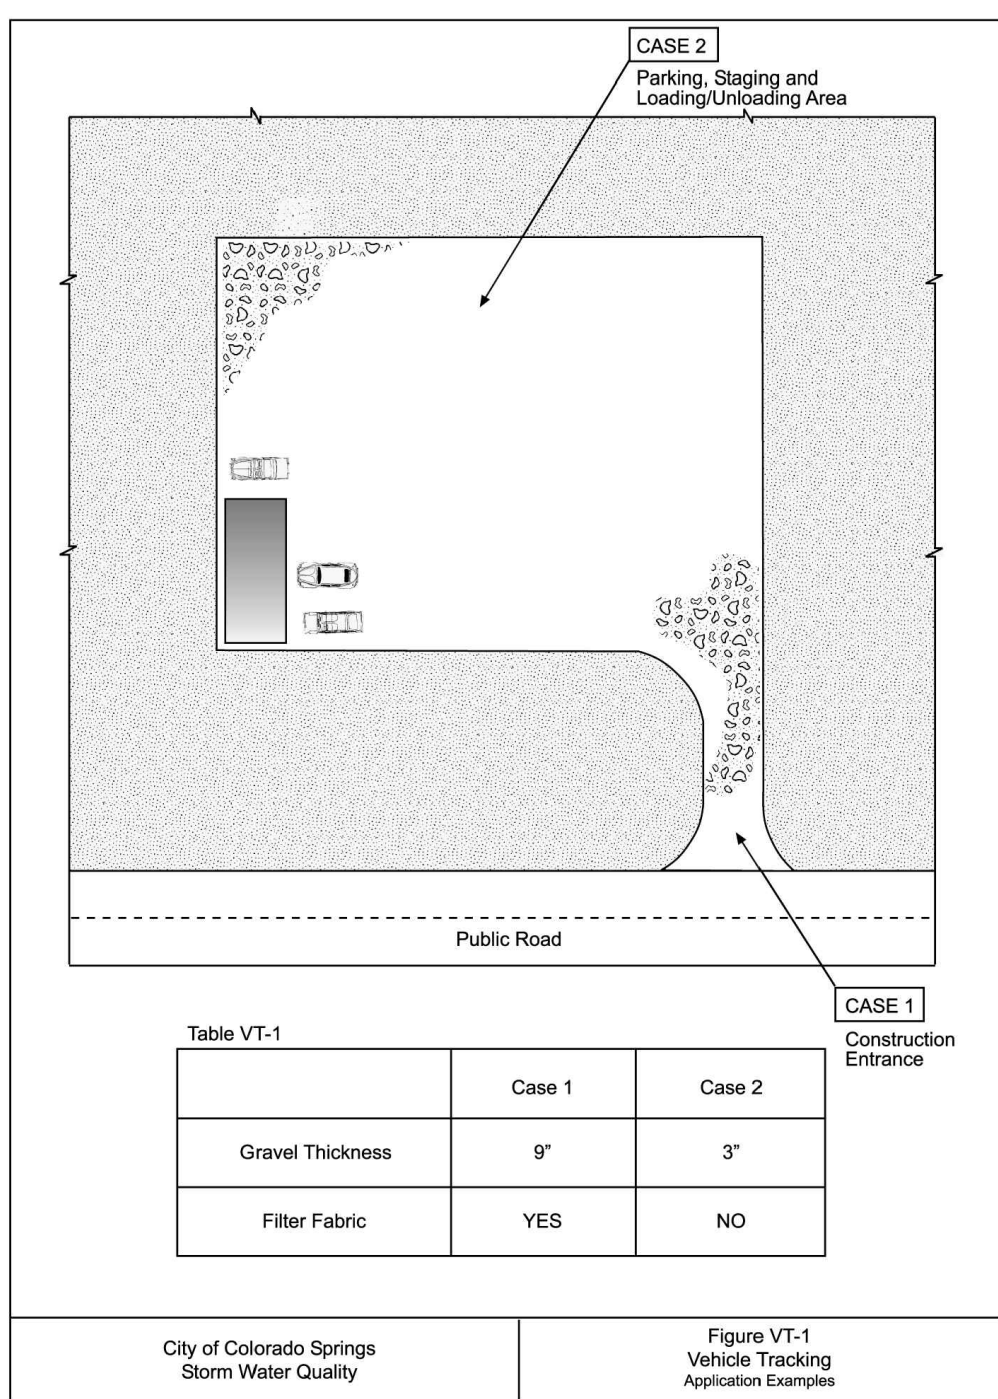 CASE 2
Parking, Staging and
Loading/Unloading Area
Public Road
CASE 1
Construction
Entrance
Table VT-1
Case 1 Case 2
Gravel Thickness 9” 3”
Filter Fabric YES NO
City of Colorado Springs
Storm Water Quality
Figure VT-1
Vehicle Tracking
Application Examples